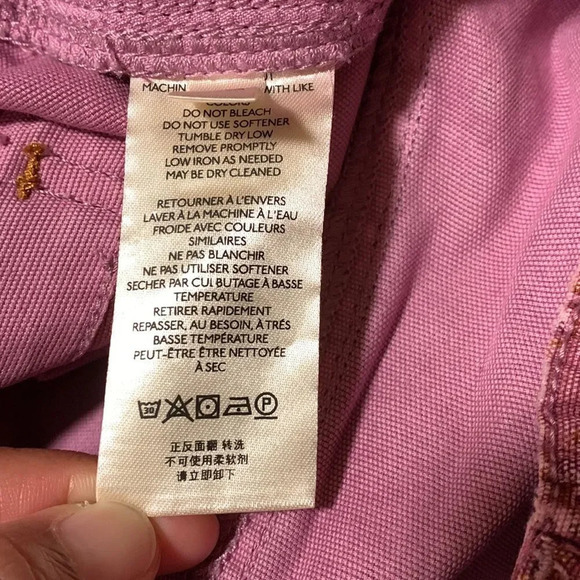 MACHIN WITH LIKE
COLORS
DO NOT BLEACH
DO NOT USE SOFTENER
TUMBLE DRY LOW
REMOVE PROMPTLY
LOW IRON AS NEEDED
MAY BE DRY CLEANED
RETOURNER À L'ENVERS
LAVER À LA MACHINE À L'EAU
FROIDE AVEC COULEURS
SIMILAIRES
NE PAS BLANCHIR
NE PAS UTILISER SOFTENER
SECHER PAR CULBUTAGE À BASSE
TEMPERATURE
RETIRER RAPIDEMENT
REPASSER, AU BESOIN, À TRÉS
BASSE TEMPÉRATURE
PEUT-ÊTRE ÊTRE NETTOYÉE
À SEC
30 P
正反面翻 转洗
不可使用柔软剂
请立即卸下